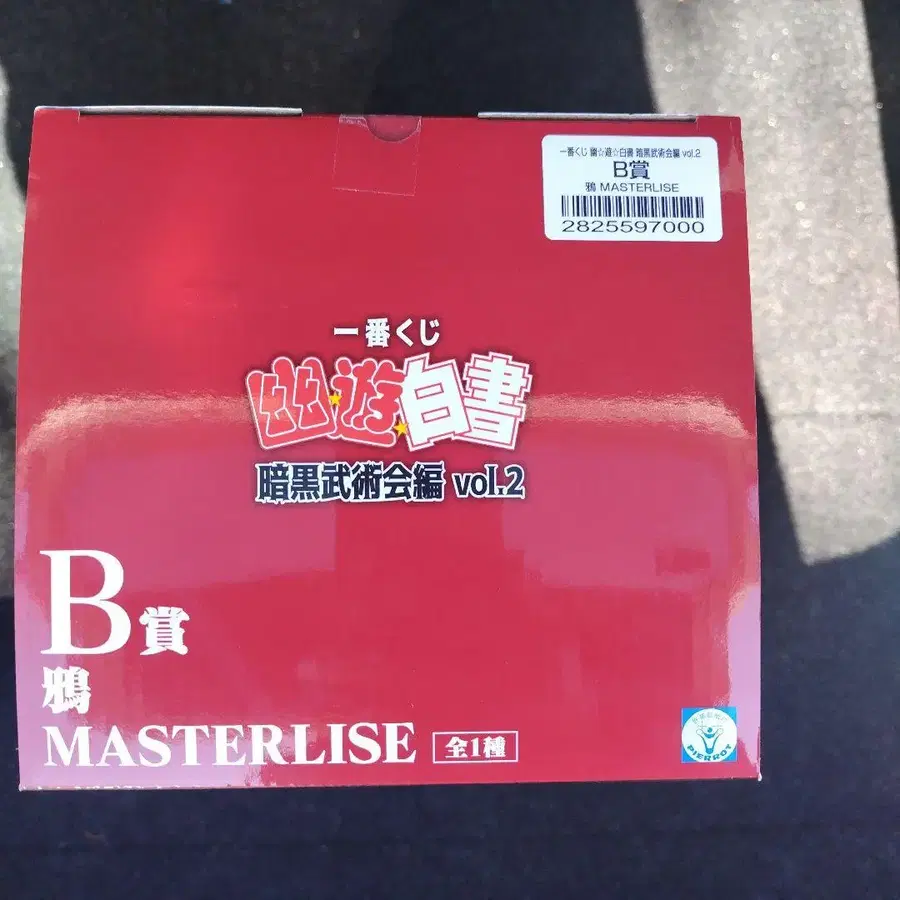 一番くじ 幽☆遊☆白書 暗黒武術会編 vol.2
B賞
鴉 MASTERLISE
2825597000
一番くじ
幽★遊★白書
暗黒武術会編 vol.2
B賞
鴉
MASTERLISE 全1種
PIERROT